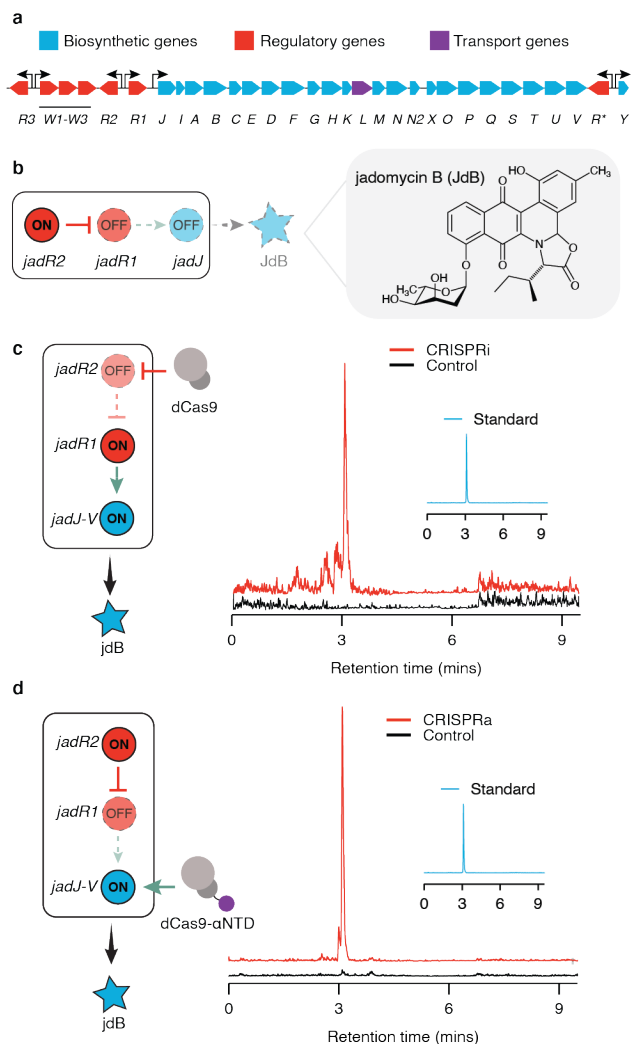 a
Biosynthetic genes Regulatory genes Transport genes
R3 W1-W3 R2 R1 J I A B C E D F G H K L M N N2 X O P Q S T U V R* Y
b
ON OFF OFF
jadR2 jadR1 jadJ JdB
jadomycin B (JdB)
HO CH3
O
O
N O
O
O
H3C O OH
HO
c
jadR2 OFF
dCas9
jadR1 ON
jadJ-V ON
jdB
CRISPRi
Control
Standard
0 3 6 9
0 3 6 9
Retention time (mins)
d
jadR2 ON
jadR1 OFF
jadJ-V ON
dCas9-αNTD
jdB
CRISPRa
Control
Standard
0 3 6 9
0 3 6 9
Retention time (mins)